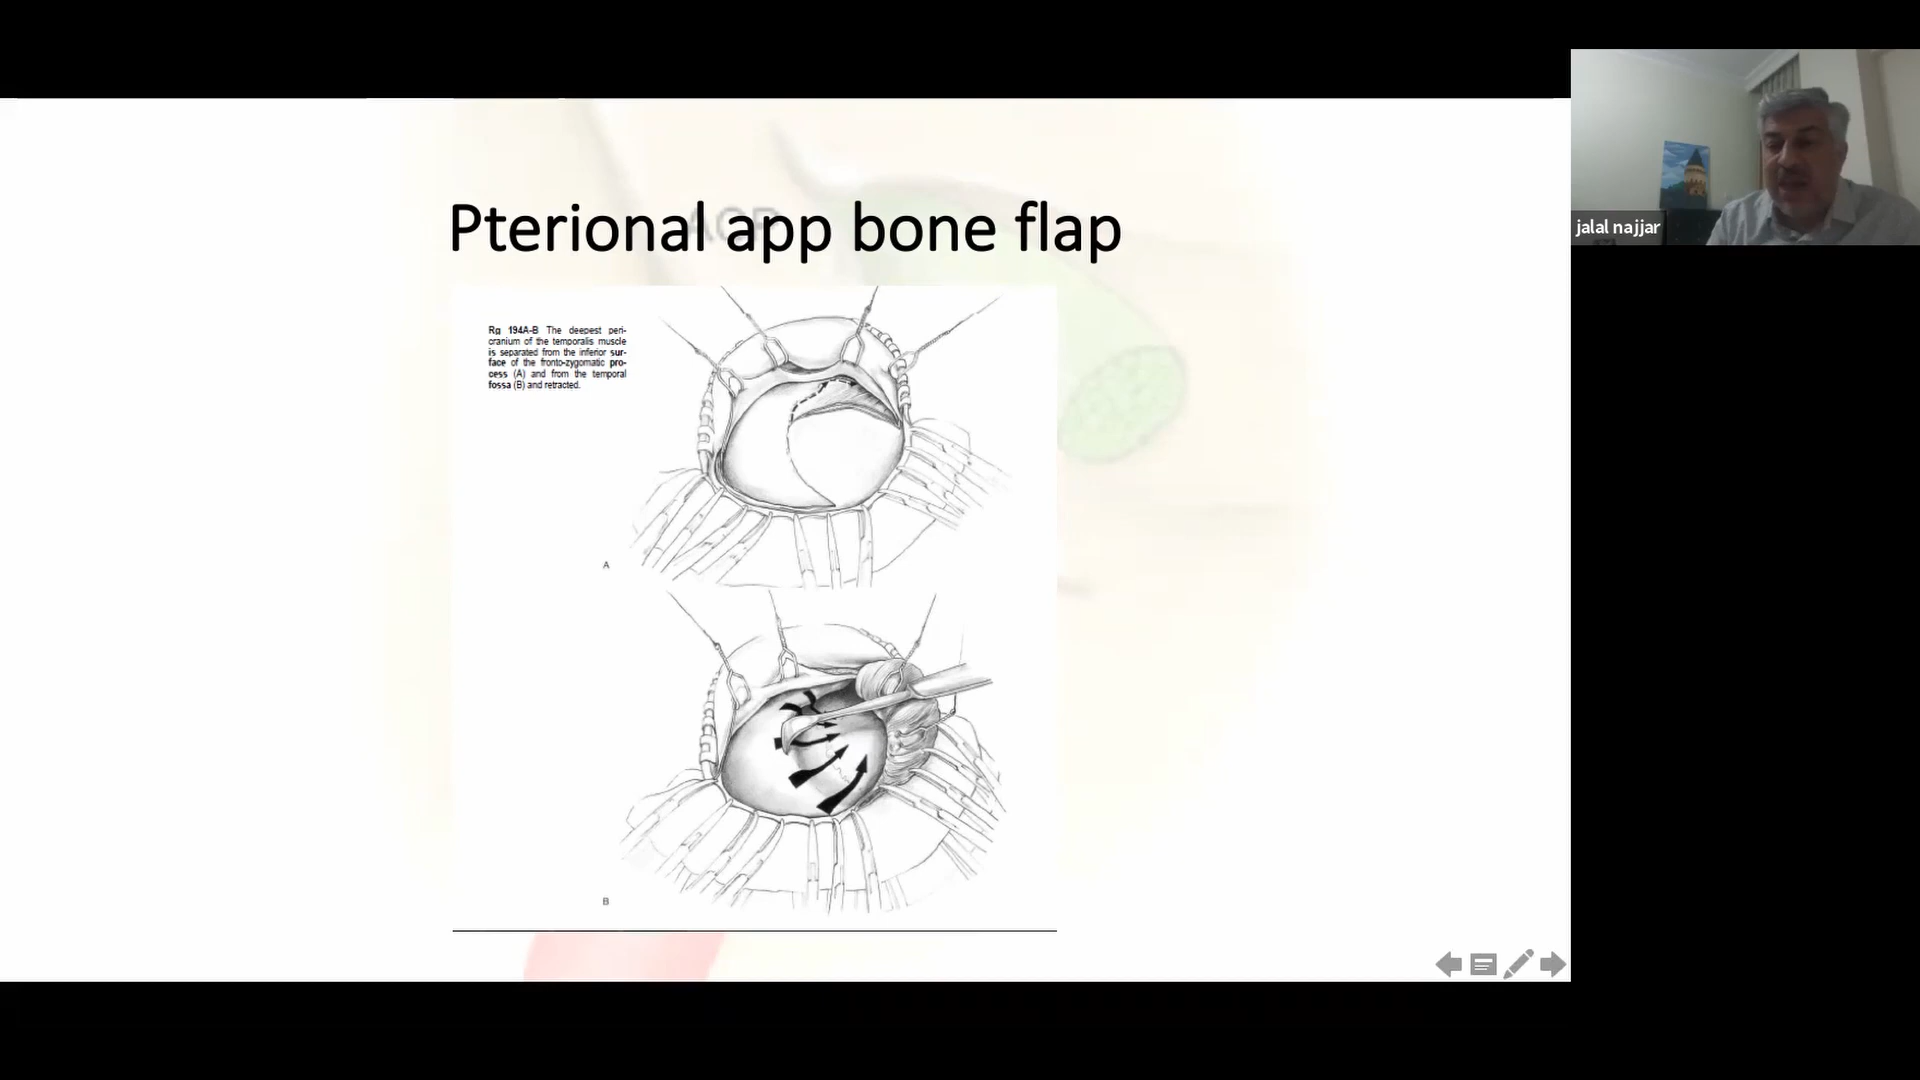 Pterional app bone flap
jalal najjar
Rg 194A-B The deepest peri-
cranium of the temporalis muscle
is separated from the inferior sur-
face of the fronto-zygomatic pro-
cess (A) and from the temporal
fossa (B) and retracted.
A
B